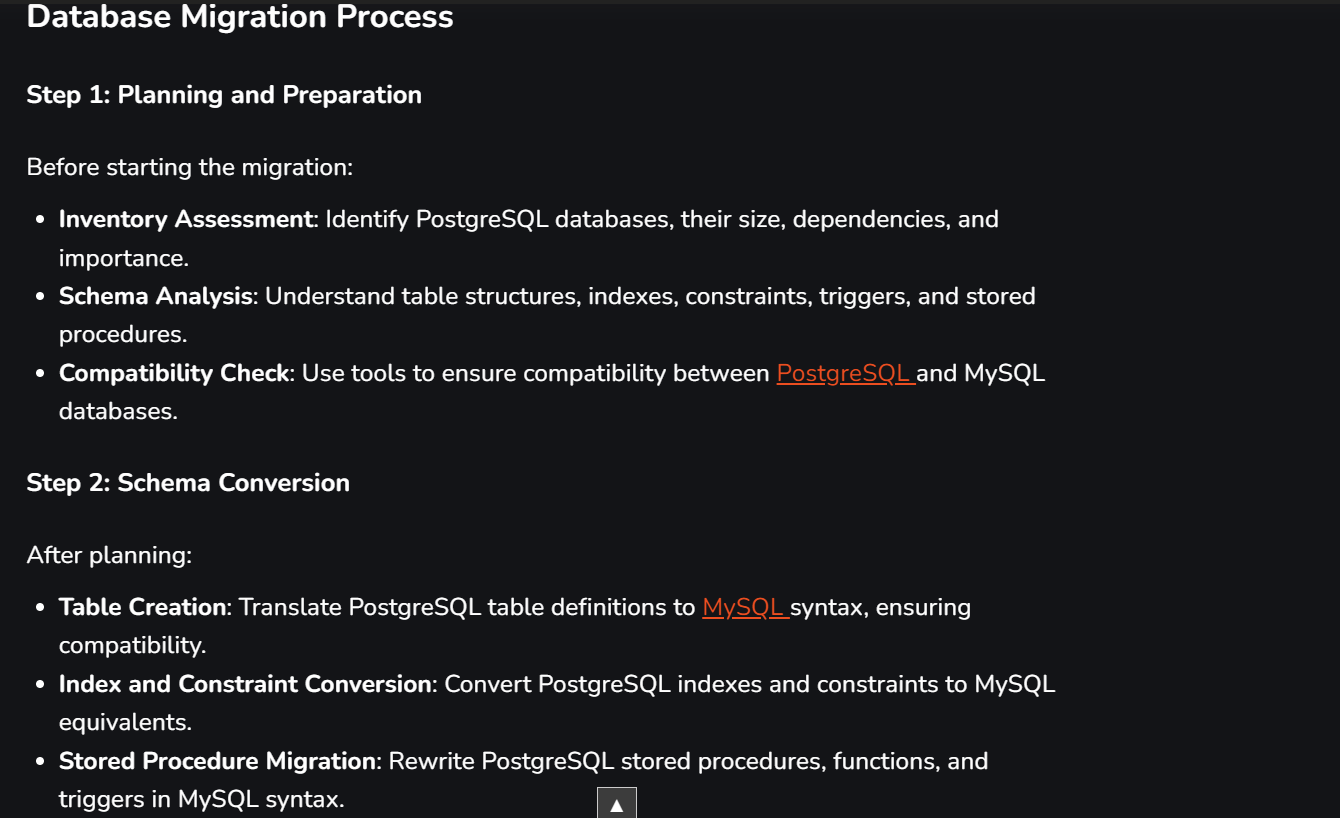 Database Migration Process
Step 1: Planning and Preparation
Before starting the migration:
• Inventory Assessment: Identify PostgreSQL databases, their size, dependencies, and
importance.
• Schema Analysis: Understand table structures, indexes, constraints, triggers, and stored
procedures.
• Compatibility Check: Use tools to ensure compatibility between PostgreSQL and MySQL
databases.
Step 2: Schema Conversion
After planning:
• Table Creation: Translate PostgreSQL table definitions to MySQL syntax, ensuring
compatibility.
• Index and Constraint Conversion: Convert PostgreSQL indexes and constraints to MySQL
equivalents.
• Stored Procedure Migration: Rewrite PostgreSQL stored procedures, functions, and
triggers in MySQL syntax.